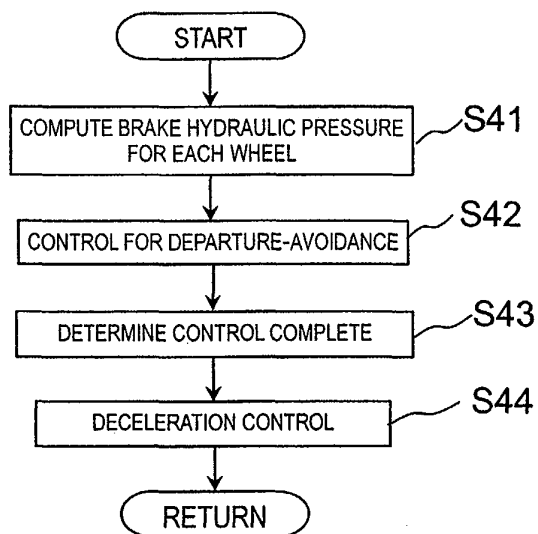 START
COMPUTE BRAKE HYDRAULIC PRESSURE
FOR EACH WHEEL
S41
CONTROL FOR DEPARTURE-AVOIDANCE
S42
DETERMINE CONTROL COMPLETE
S43
DECELERATION CONTROL
S44
RETURN